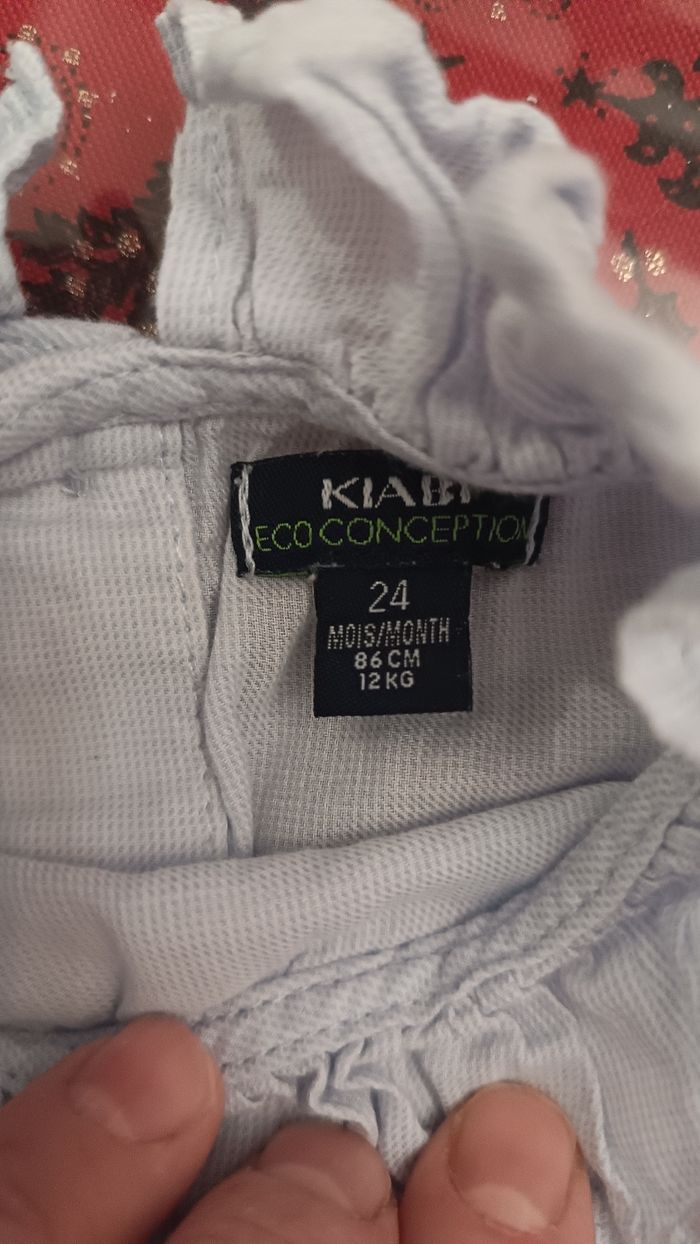 KIABI
ECO CONCEPTION
24
MOIS/MONTH
86 CM
12 KG